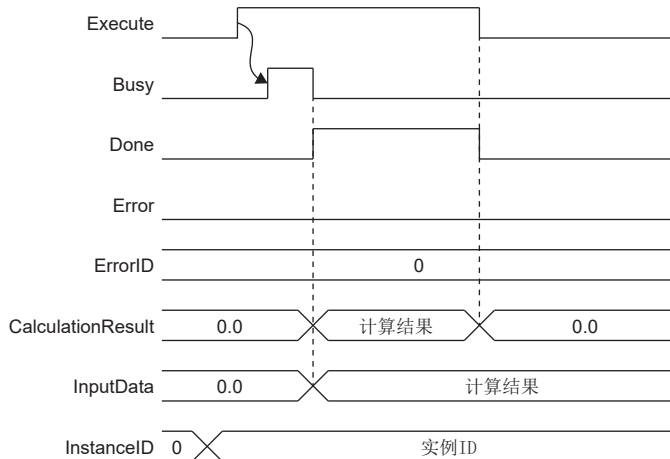 Execute
Busy
Done
Error
ErrorID 0
CalculationResult 0.0 计算结果 0.0
InputData 0.0 计算结果
InstanceID 0 实例ID